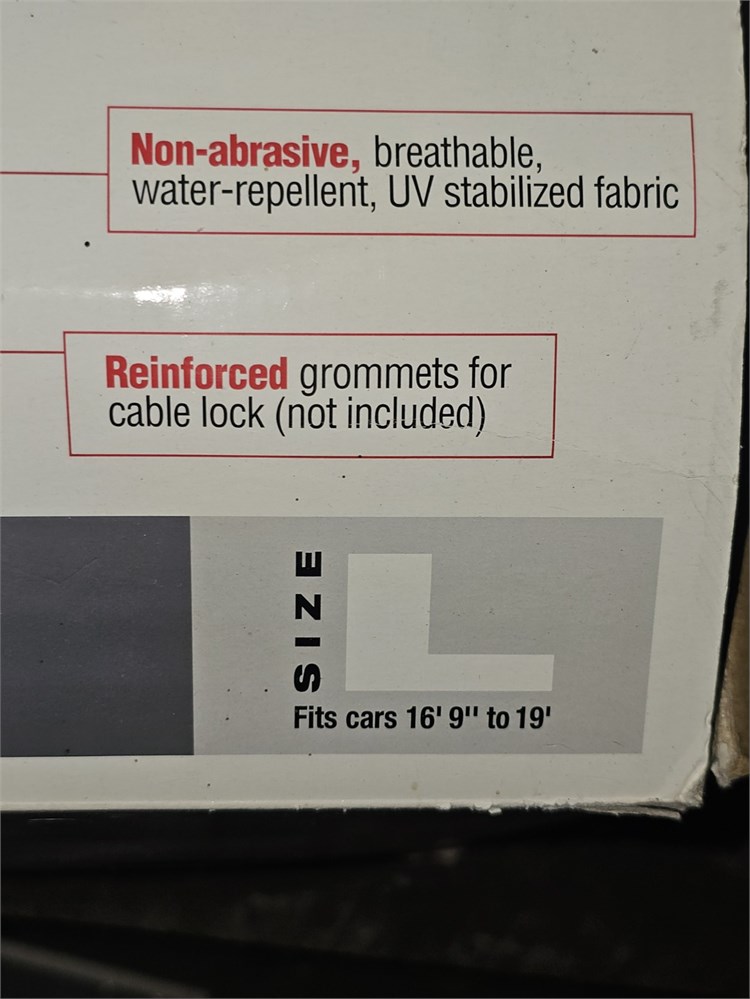 Non-abrasive, breathable,
water-repellent, UV stabilized fabric
Reinforced grommets for
cable lock (not included)
SIZE
L
Fits cars 16' 9'' to 19'